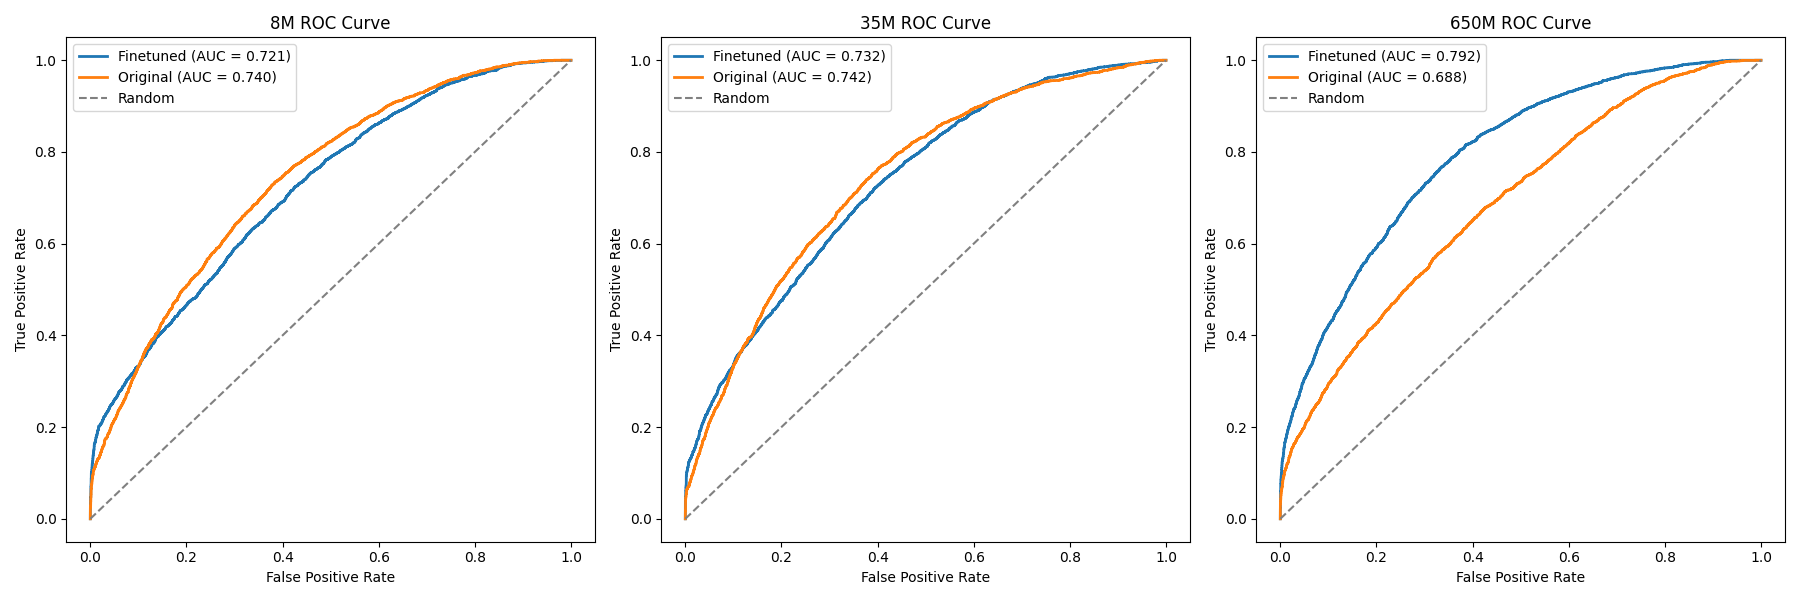 8M ROC Curve
Finetuned (AUC = 0.721)
Original (AUC = 0.740)
Random
True Positive Rate
1.0
0.8
0.6
0.4
0.2
0.0
0.0 0.2 0.4 0.6 0.8 1.0
False Positive Rate
35M ROC Curve
Finetuned (AUC = 0.732)
Original (AUC = 0.742)
Random
True Positive Rate
1.0
0.8
0.6
0.4
0.2
0.0
0.0 0.2 0.4 0.6 0.8 1.0
False Positive Rate
650M ROC Curve
Finetuned (AUC = 0.792)
Original (AUC = 0.688)
Random
True Positive Rate
1.0
0.8
0.6
0.4
0.2
0.0
0.0 0.2 0.4 0.6 0.8 1.0
False Positive Rate